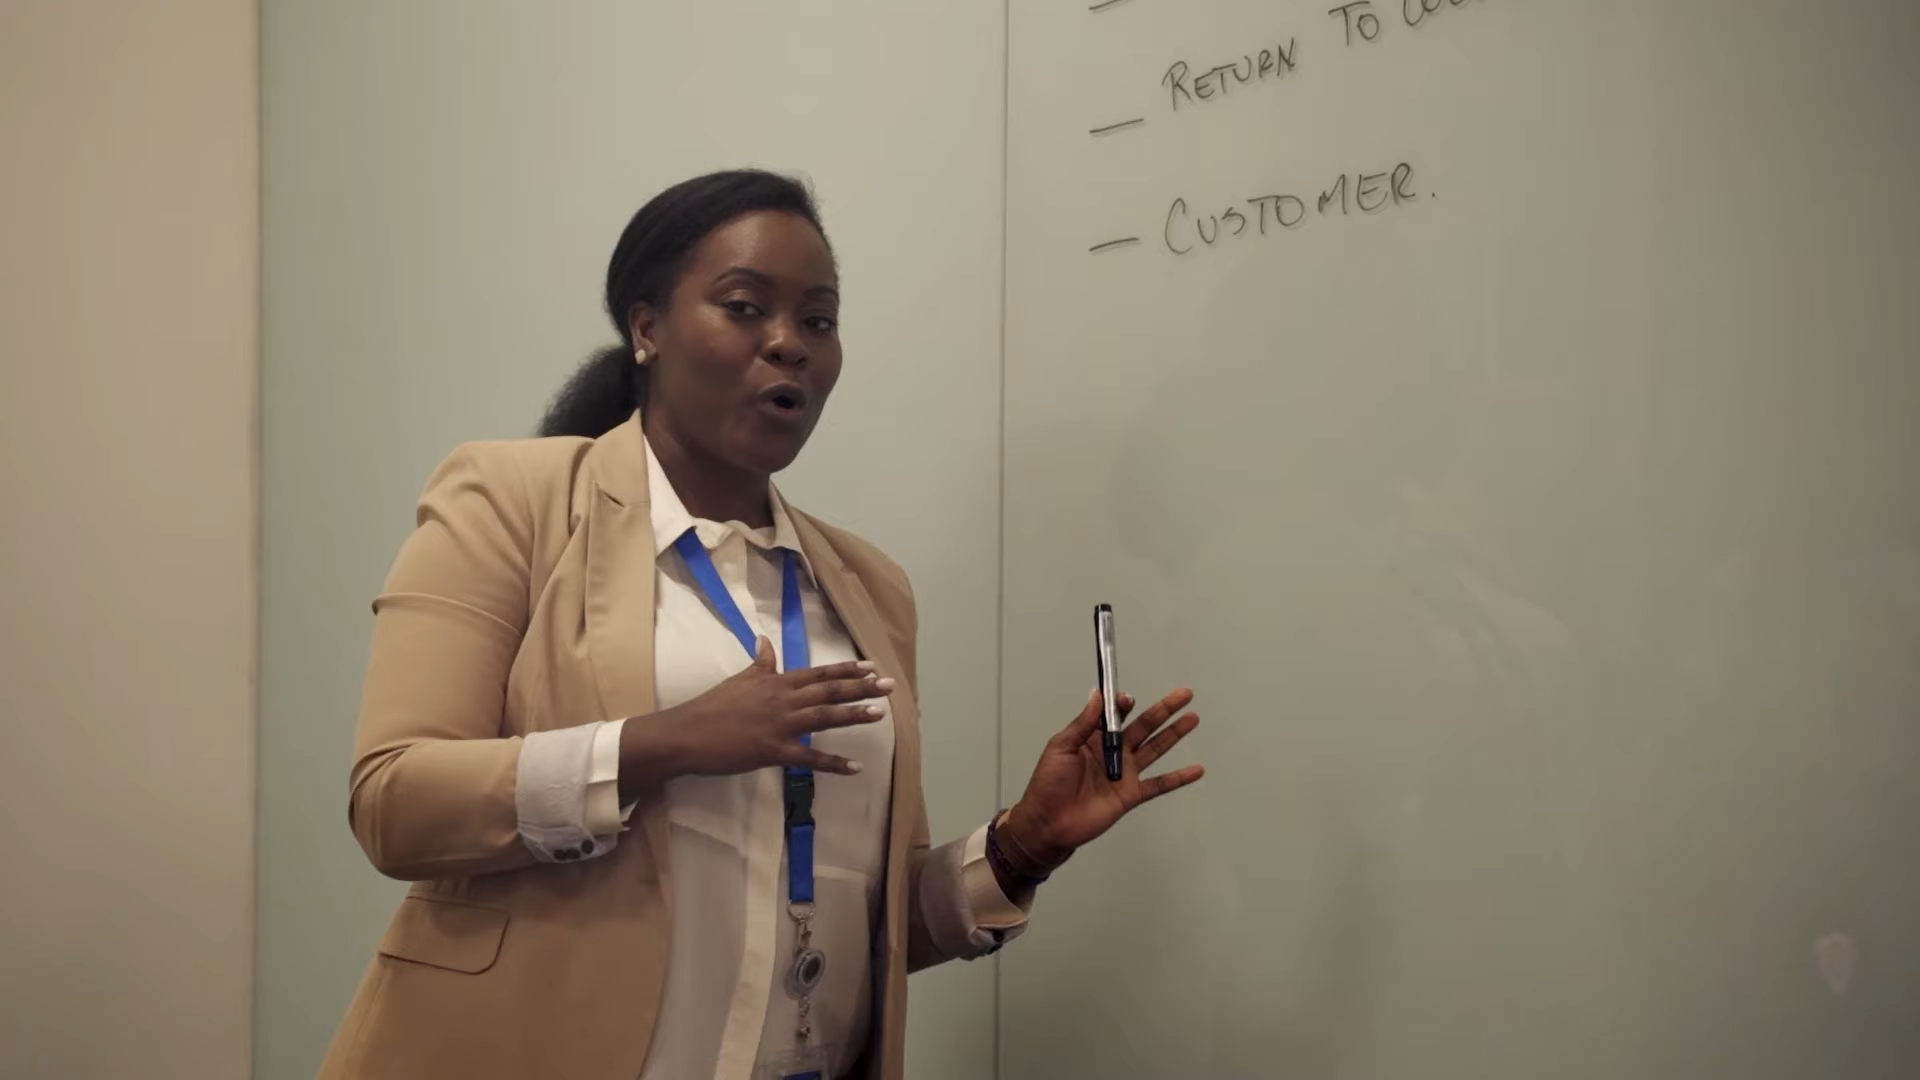 — RETURN TO
— CUSTOMER.